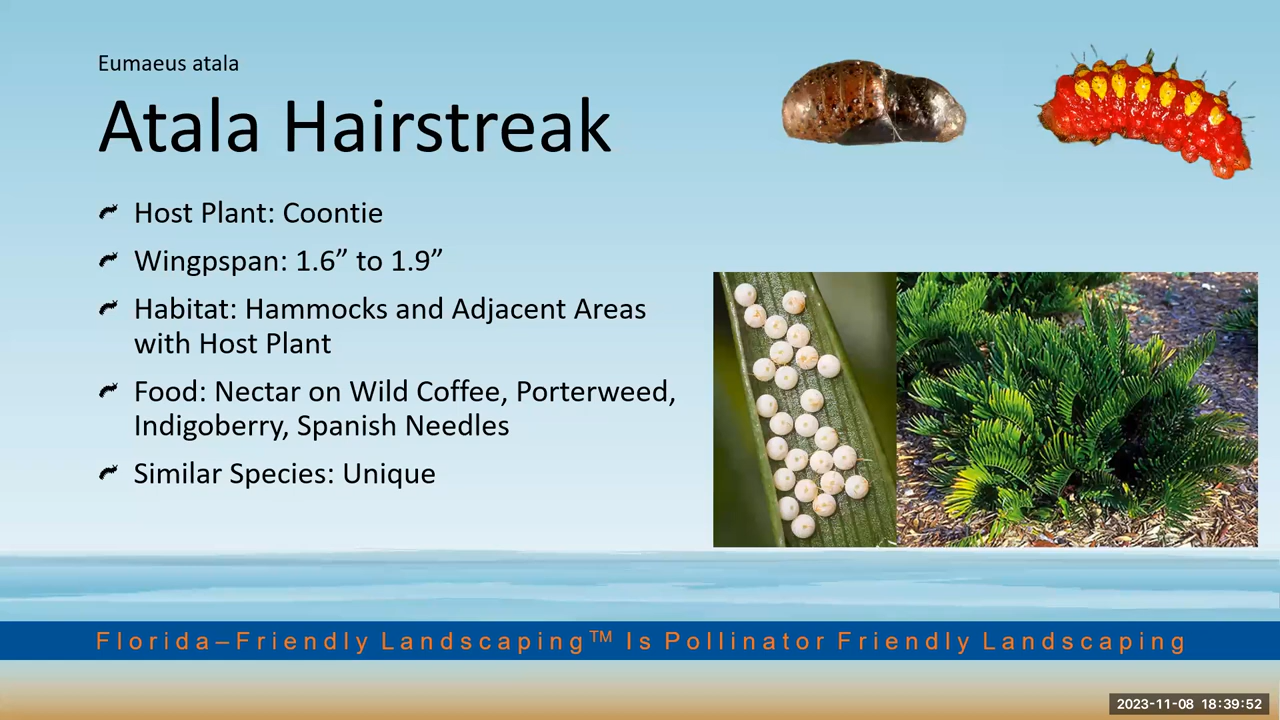 Eumaeus atala
Atala Hairstreak
Host Plant: Coontie
Wingpspan: 1.6” to 1.9”
Habitat: Hammocks and Adjacent Areas
with Host Plant
Food: Nectar on Wild Coffee, Porterweed,
Indigoberry, Spanish Needles
Similar Species: Unique
Florida–Friendly Landscaping™ Is Pollinator Friendly Landscaping
2023-11-08 18:39:52